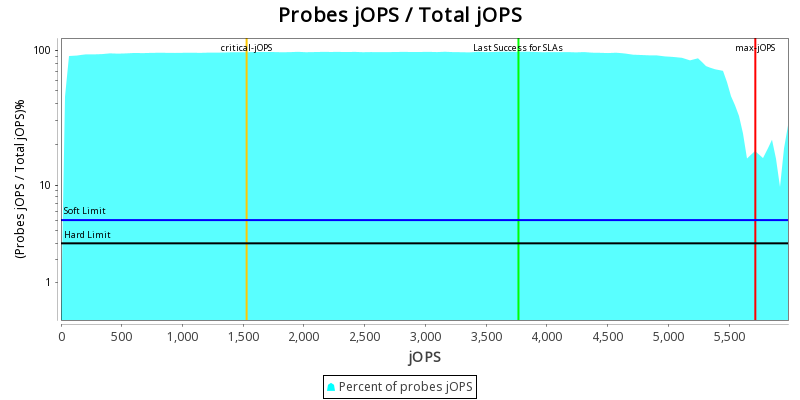 Probes jOPS / Total jOPS
(Probes jOPS / Total jOPS)%
100
10
1
critical-jOPS
Last Success for SLAs
max-jOPS
Soft Limit
Hard Limit
0 500 1,000 1,500 2,000 2,500 3,000 3,500 4,000 4,500 5,000 5,500
jOPS
Percent of probes jOPS